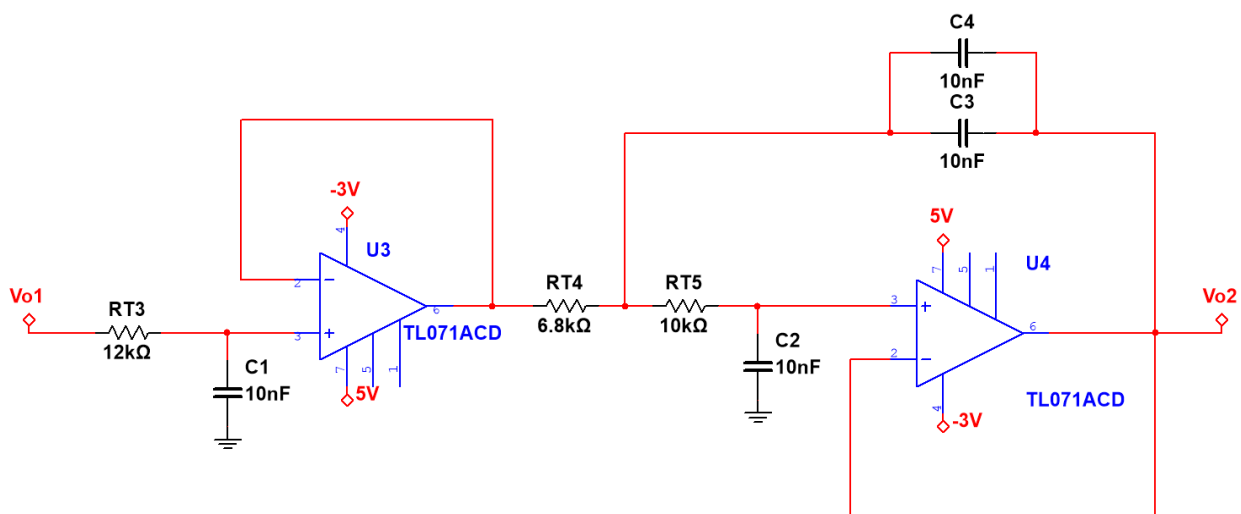 C4
10nF
C3
10nF
-3V
4
U3
2
Vo1
RT3
12kΩ
3
6
TL071ACD
7
5
1
5V
C1
10nF
RT4
6.8kΩ
RT5
10kΩ
C2
10nF
5V
7
5
1
U4
3
2
6
Vo2
4
-3V
TL071ACD